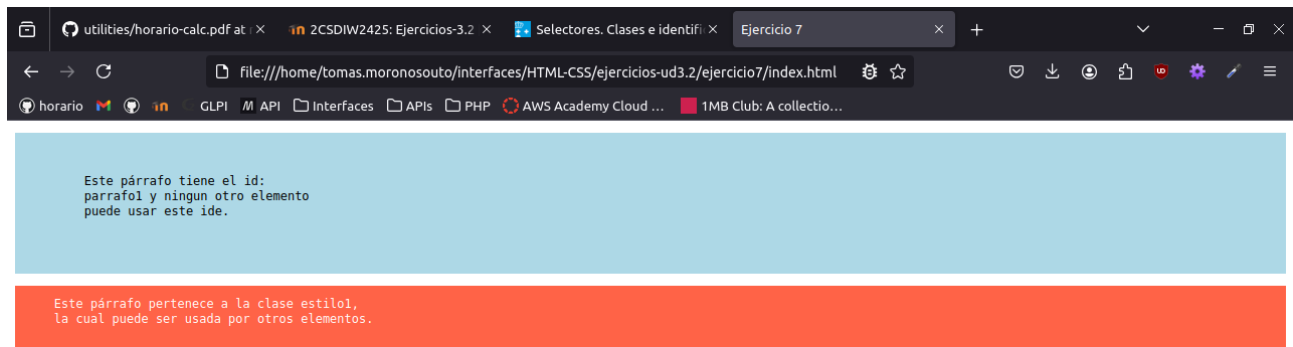 utilities/horario-calc.pdf at
2CSDIW2425: Ejercicios-3.2
Selectores. Clases e identifi
Ejercicio 7
file:///home/tomas.moronosouto/interfaces/HTML-CSS/ejercicios-ud3.2/ejercicio7/index.html
horario
GLPI
M API
Interfaces
APIs
PHP
AWS Academy Cloud ...
1MB Club: A collectio...
Este párrafo tiene el id:
parrafo1 y ningun otro elemento
puede usar este ide.
Este párrafo pertenece a la clase estilo1,
la cual puede ser usada por otros elementos.